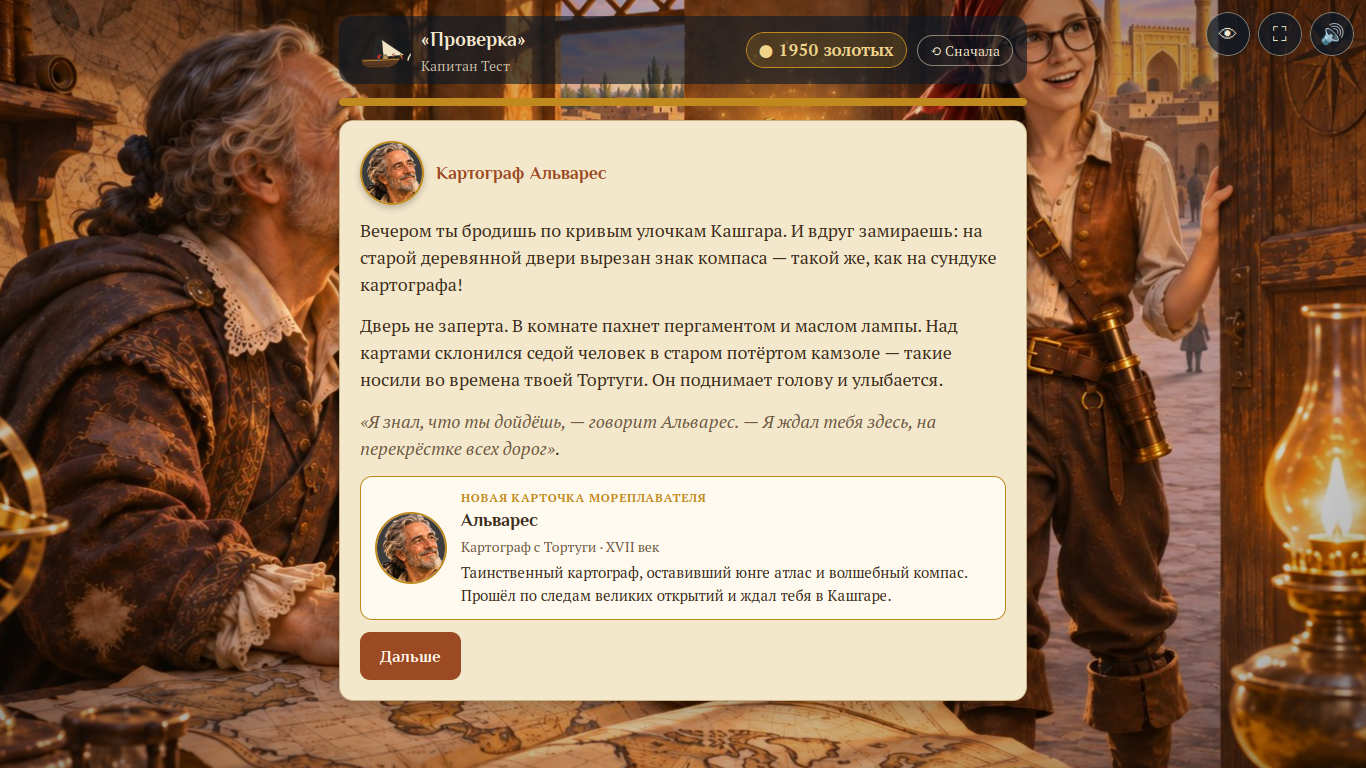 «Проверка»
Капитан Тест
1950 золотых
⟲ Сначала
Картограф Альварес
Вечером ты бродишь по кривым улочкам Кашгара. И вдруг замираешь: на
старой деревянной двери вырезан знак компаса — такой же, как на сундуке
картографа!
Дверь не заперта. В комнате пахнет пергаментом и маслом лампы. Над
картами склонился седой человек в старом потёртом камзоле — такие
носили во времена твоей Тортуги. Он поднимает голову и улыбается.
«Я знал, что ты дойдёшь, — говорит Альварес. — Я ждал тебя здесь, на
перекрёстке всех дорог».
НОВАЯ КАРТОЧКА МОРЕПЛАВАТЕЛЯ
Альварес
Картограф с Тортуги · XVII век
Таинственный картограф, оставивший юнге атлас и волшебный компас.
Прошёл по следам великих открытий и ждал тебя в Кашгаре.
Дальше